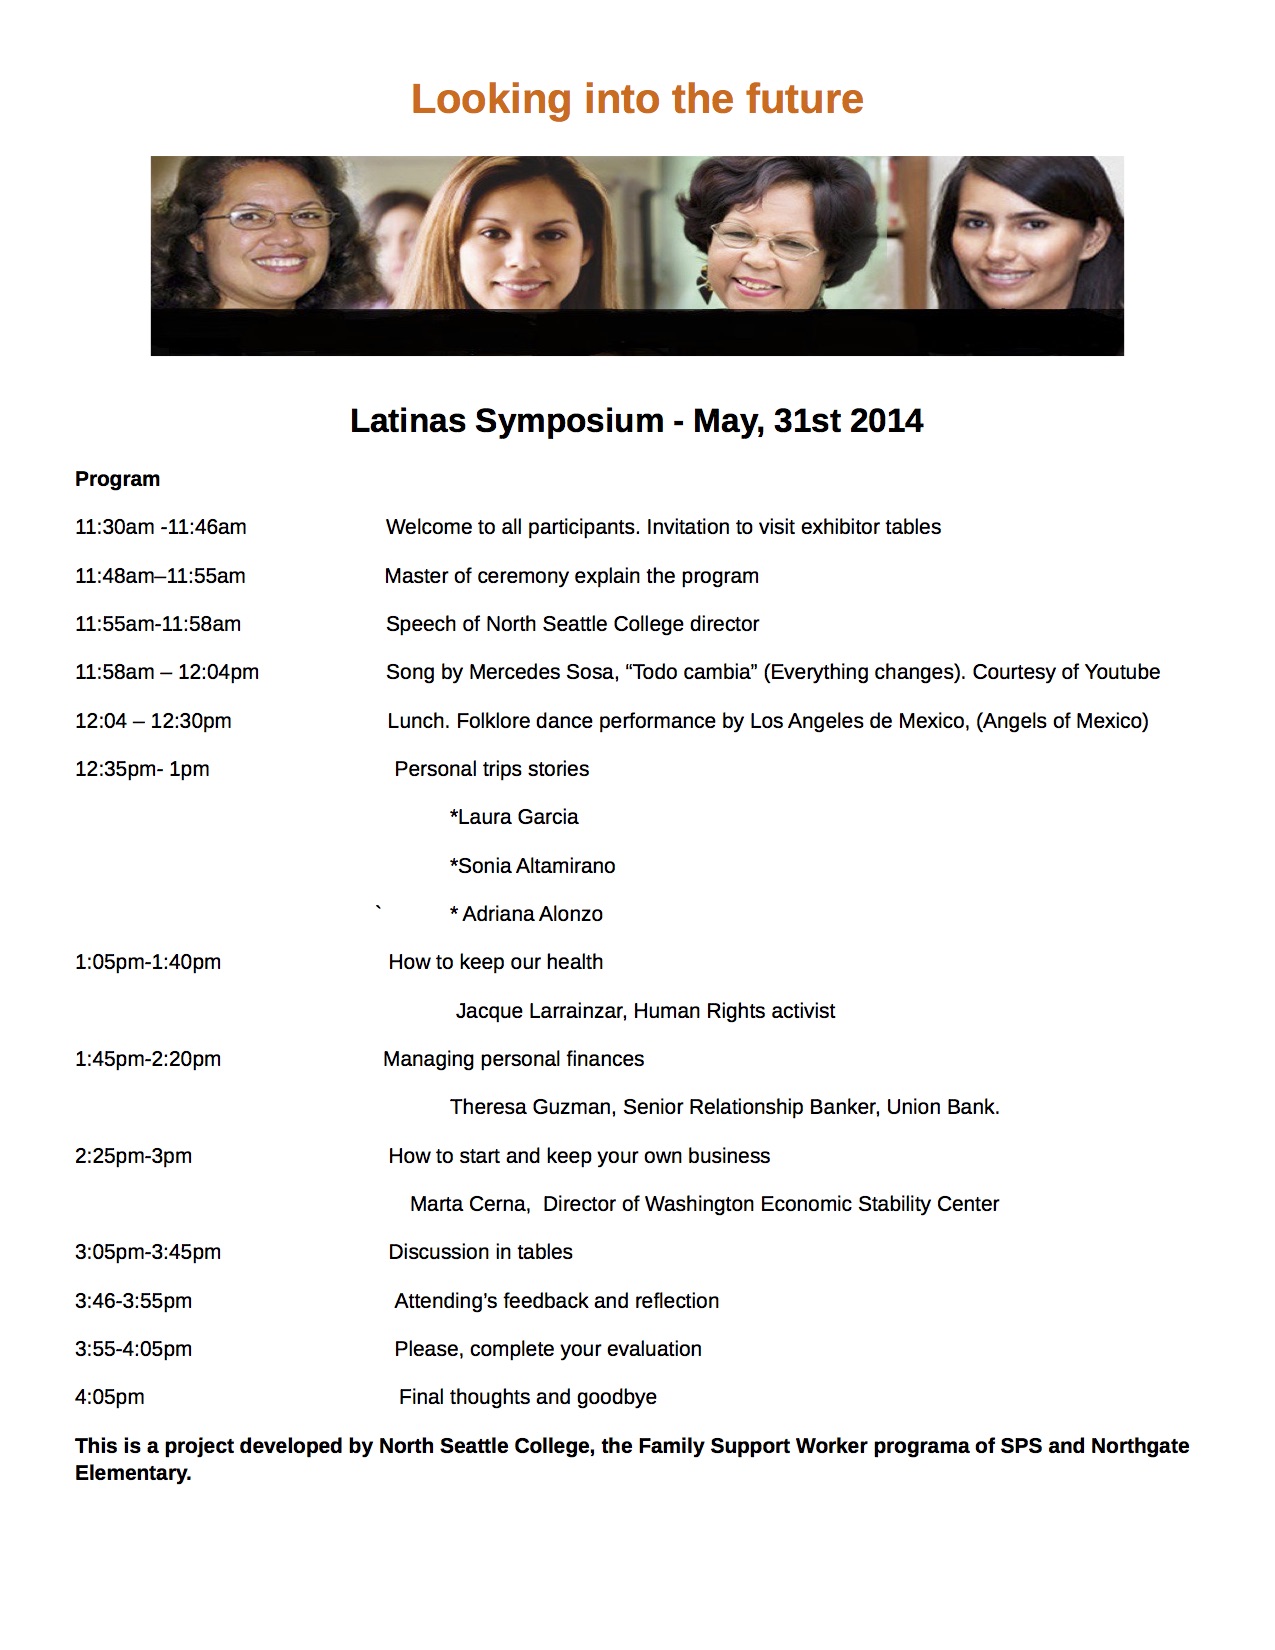 Looking into the future
Latinas Symposium - May, 31st 2014
Program
11:30am -11:46am Welcome to all participants. Invitation to visit exhibitor tables
11:48am–11:55am Master of ceremony explain the program
11:55am-11:58am Speech of North Seattle College director
11:58am – 12:04pm Song by Mercedes Sosa, “Todo cambia” (Everything changes). Courtesy of Youtube
12:04 – 12:30pm Lunch. Folklore dance performance by Los Angeles de Mexico, (Angels of Mexico)
12:35pm- 1pm Personal trips stories
*Laura Garcia
*Sonia Altamirano
` * Adriana Alonzo
1:05pm-1:40pm How to keep our health
Jacque Larrainzar, Human Rights activist
1:45pm-2:20pm Managing personal finances
Theresa Guzman, Senior Relationship Banker, Union Bank.
2:25pm-3pm How to start and keep your own business
Marta Cerna,  Director of Washington Economic Stability Center
3:05pm-3:45pm Discussion in tables
3:46-3:55pm Attending’s feedback and reflection
3:55-4:05pm Please, complete your evaluation
4:05pm Final thoughts and goodbye
This is a project developed by North Seattle College, the Family Support Worker programa of SPS and Northgate
Elementary.